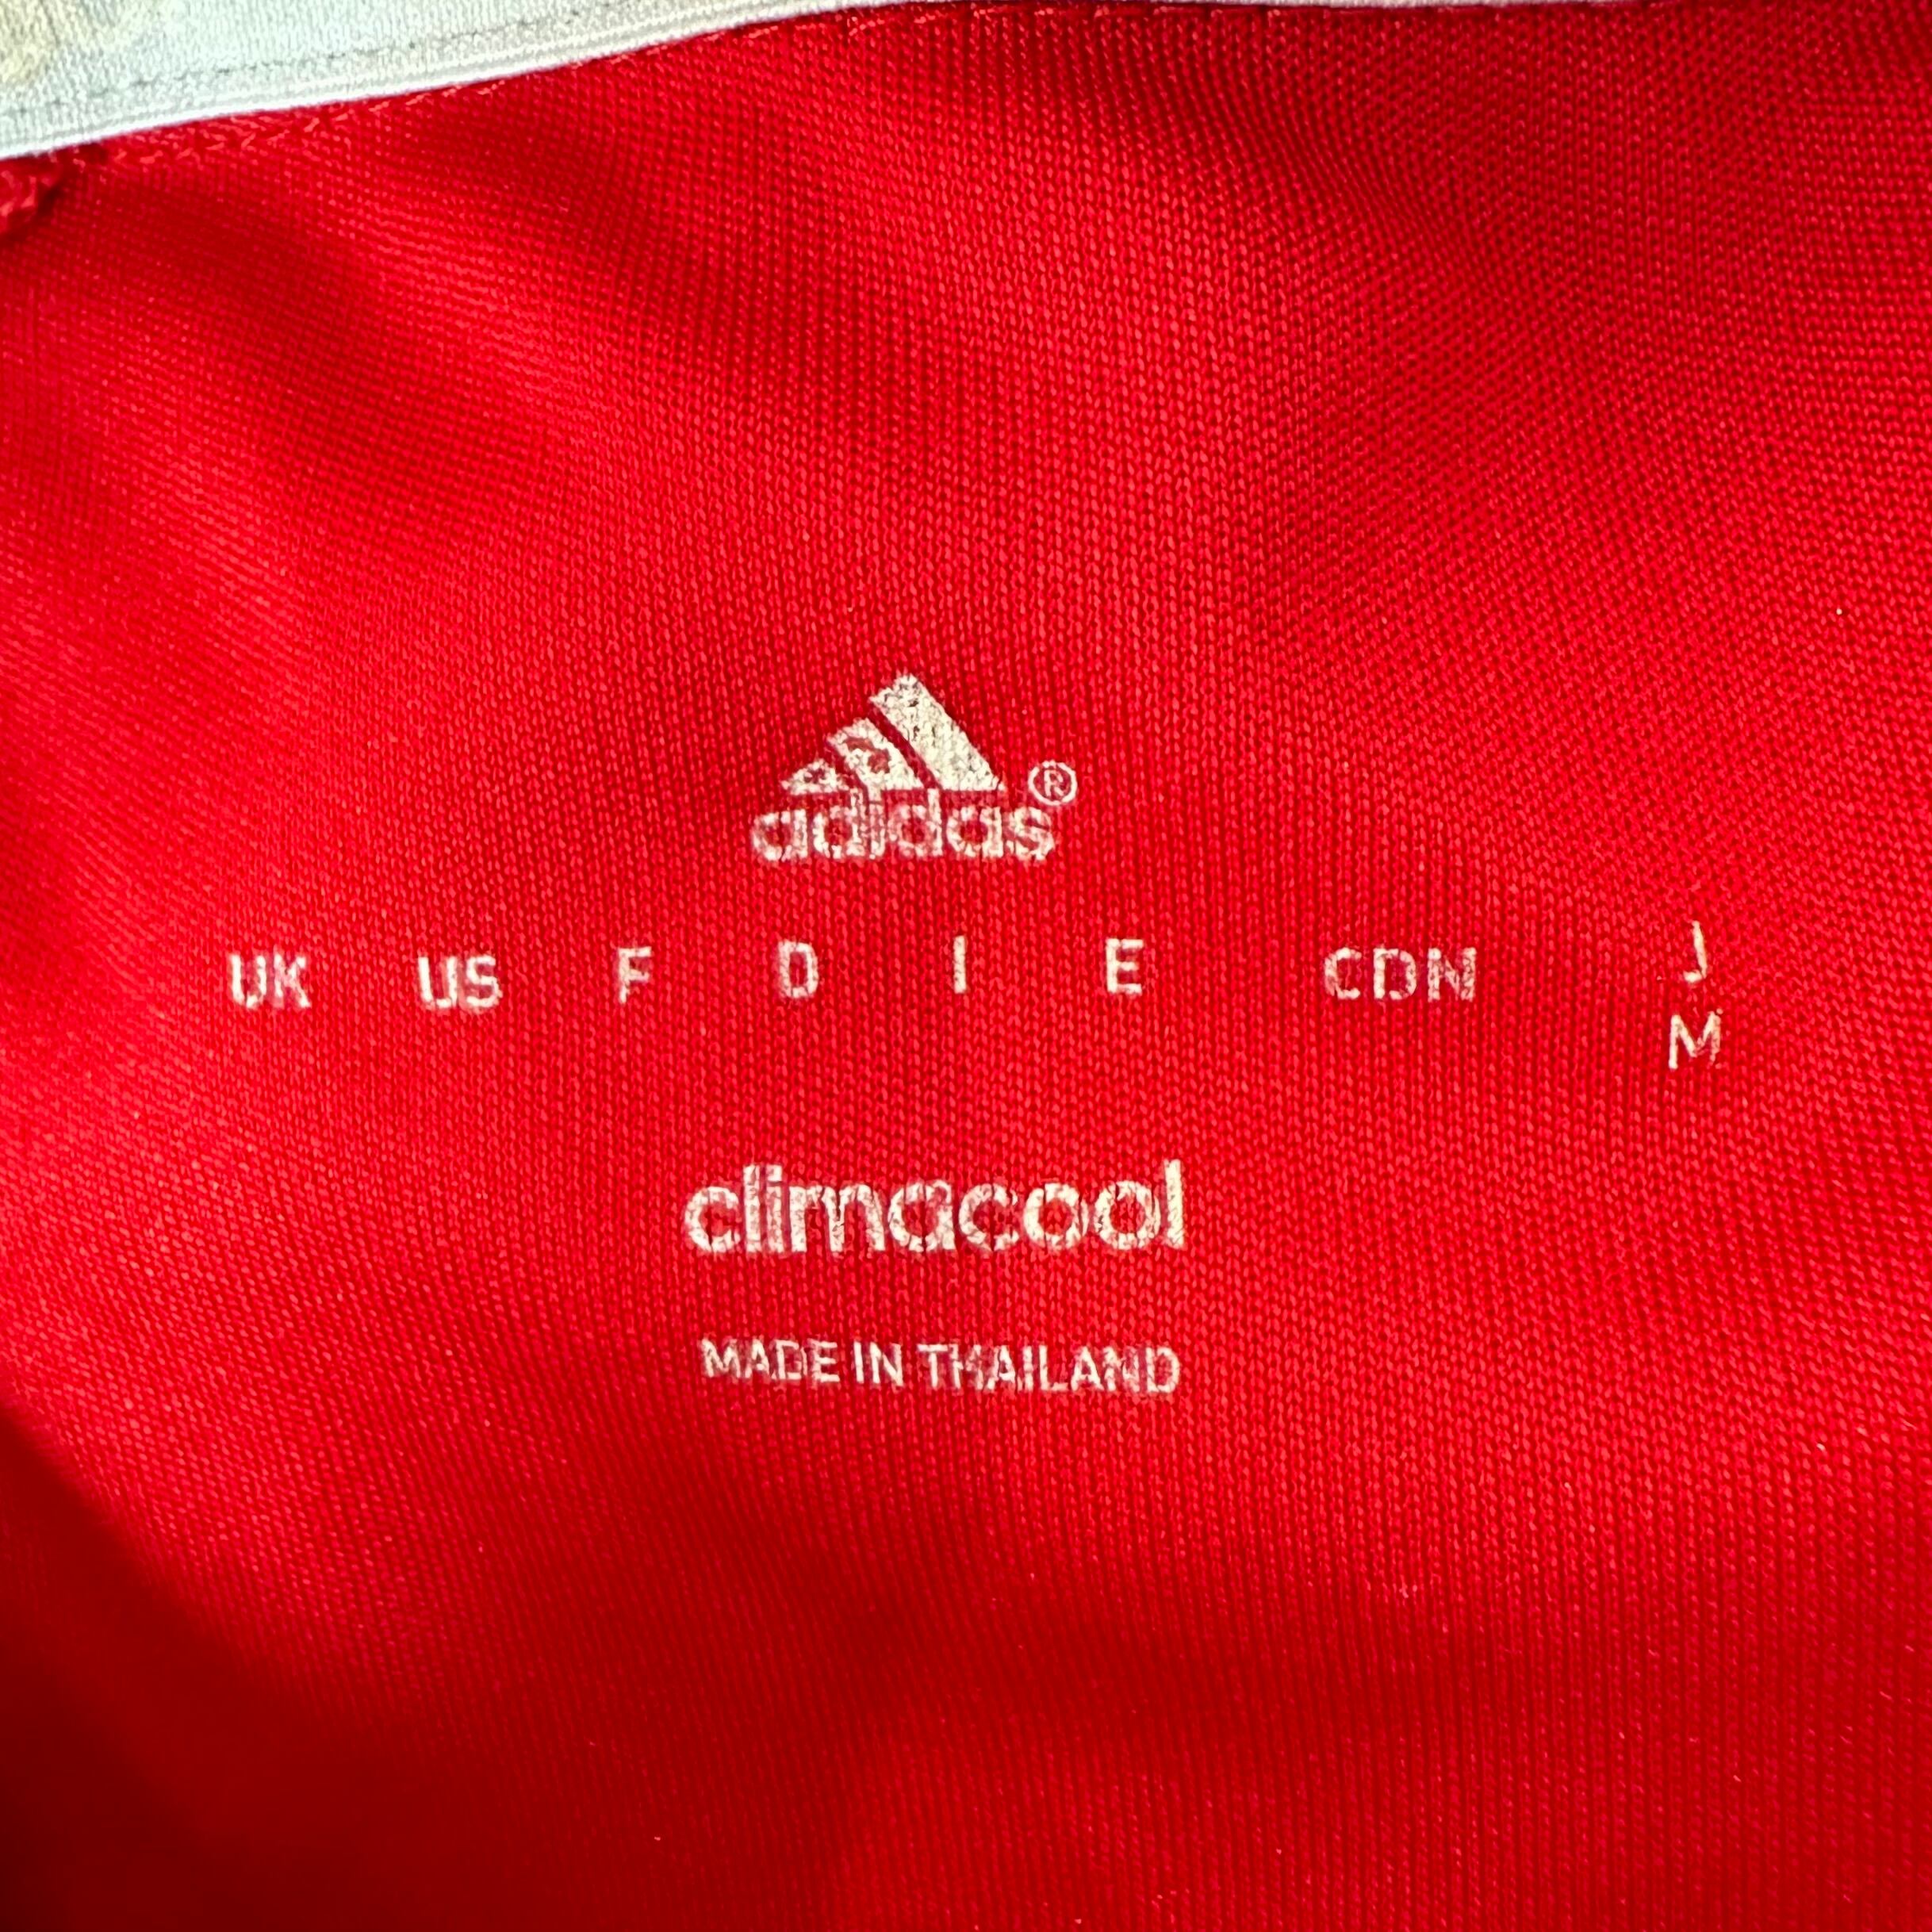 adidas®
UK US F D I E CDN J
M
climacool
MADE IN THAILAND